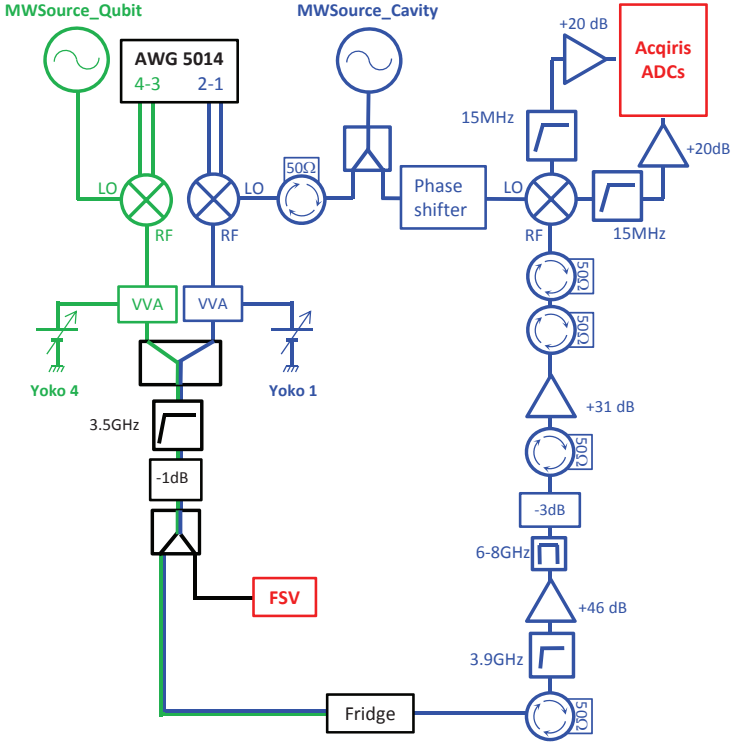 MWSource_Qubit
MWSource_Cavity
+20 dB
Acqiris
ADCs
AWG 5014
4-3
2-1
15MHz
+20dB
50Ω
LO
LO
Phase
shifter
LO
RF
RF
RF
15MHz
50Ω
VVA
VVA
50Ω
Yoko 4
Yoko 1
+31 dB
3.5GHz
50Ω
-1dB
-3dB
6-8GHz
FSV
+46 dB
3.9GHz
Fridge
50Ω